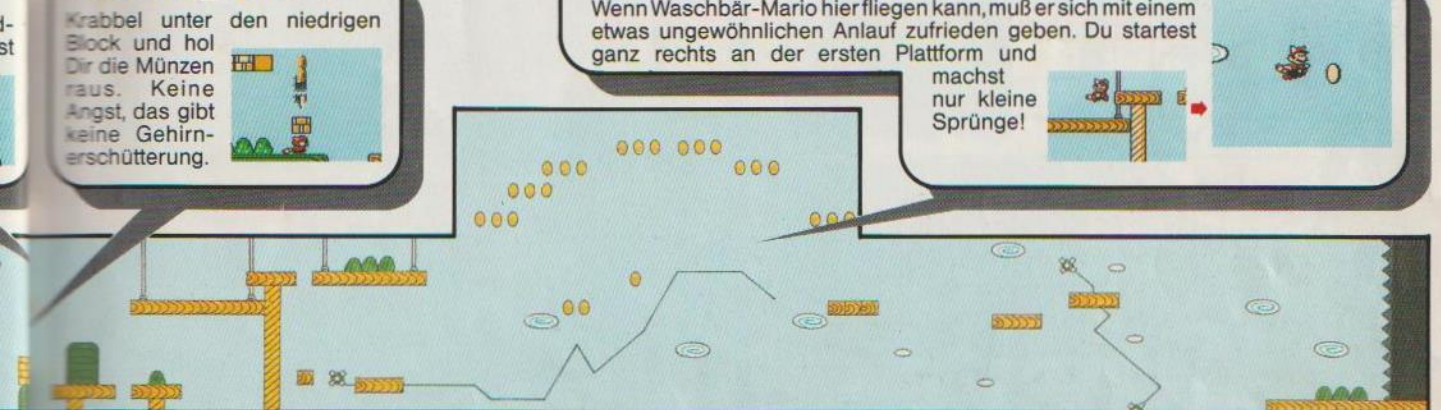 d-
st
Krabbel unter den niedrigen
Block und hol
Dir die Münzen
raus. Keine
Angst, das gibt
keine Gehirn-
erschütterung.
Wenn Waschbär-Mario hier fliegen kann, muß er sich mit einem
etwas ungewöhnlichen Anlauf zufrieden geben. Du startest
ganz rechts an der ersten Plattform und
machst
nur kleine
Sprünge!